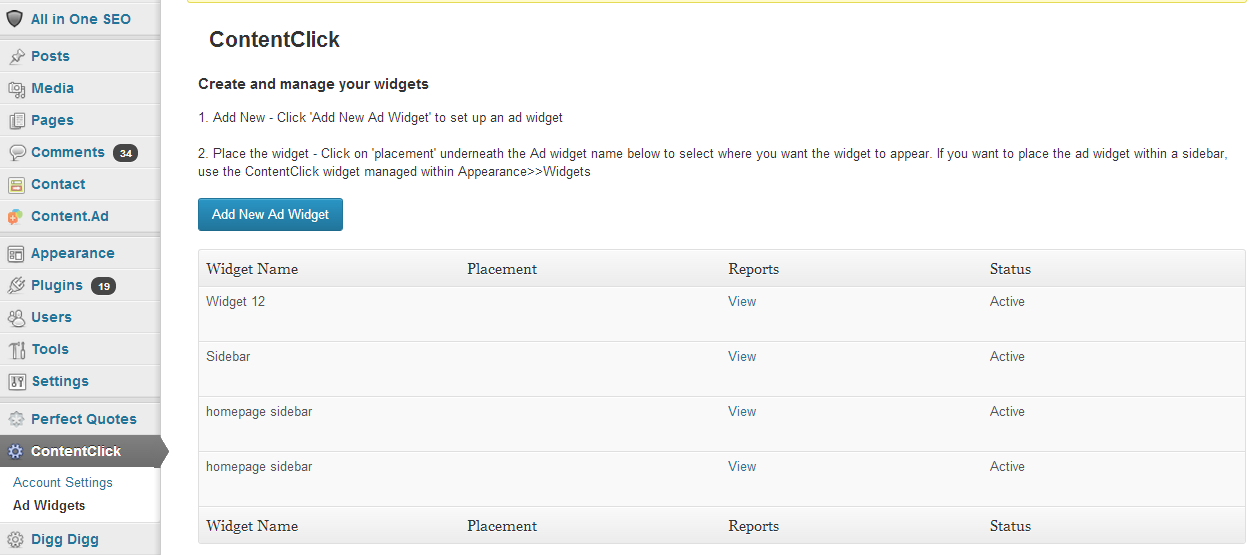 All in One SEO
Posts
Media
Pages
Comments 34
Contact
Content.Ad
Appearance
Plugins 19
Users
Tools
Settings
Perfect Quotes
ContentClick
Account Settings
Ad Widgets
Digg Digg
ContentClick
Create and manage your widgets
1. Add New - Click 'Add New Ad Widget' to set up an ad widget
2. Place the widget - Click on 'placement' underneath the Ad widget name below to select where you want the widget to appear. If you want to place the ad widget within a sidebar,
use the ContentClick widget managed within Appearance>>Widgets
Add New Ad Widget
Widget Name Placement Reports Status
Widget 12 View Active
Sidebar View Active
homepage sidebar View Active
homepage sidebar View Active
Widget Name Placement Reports Status